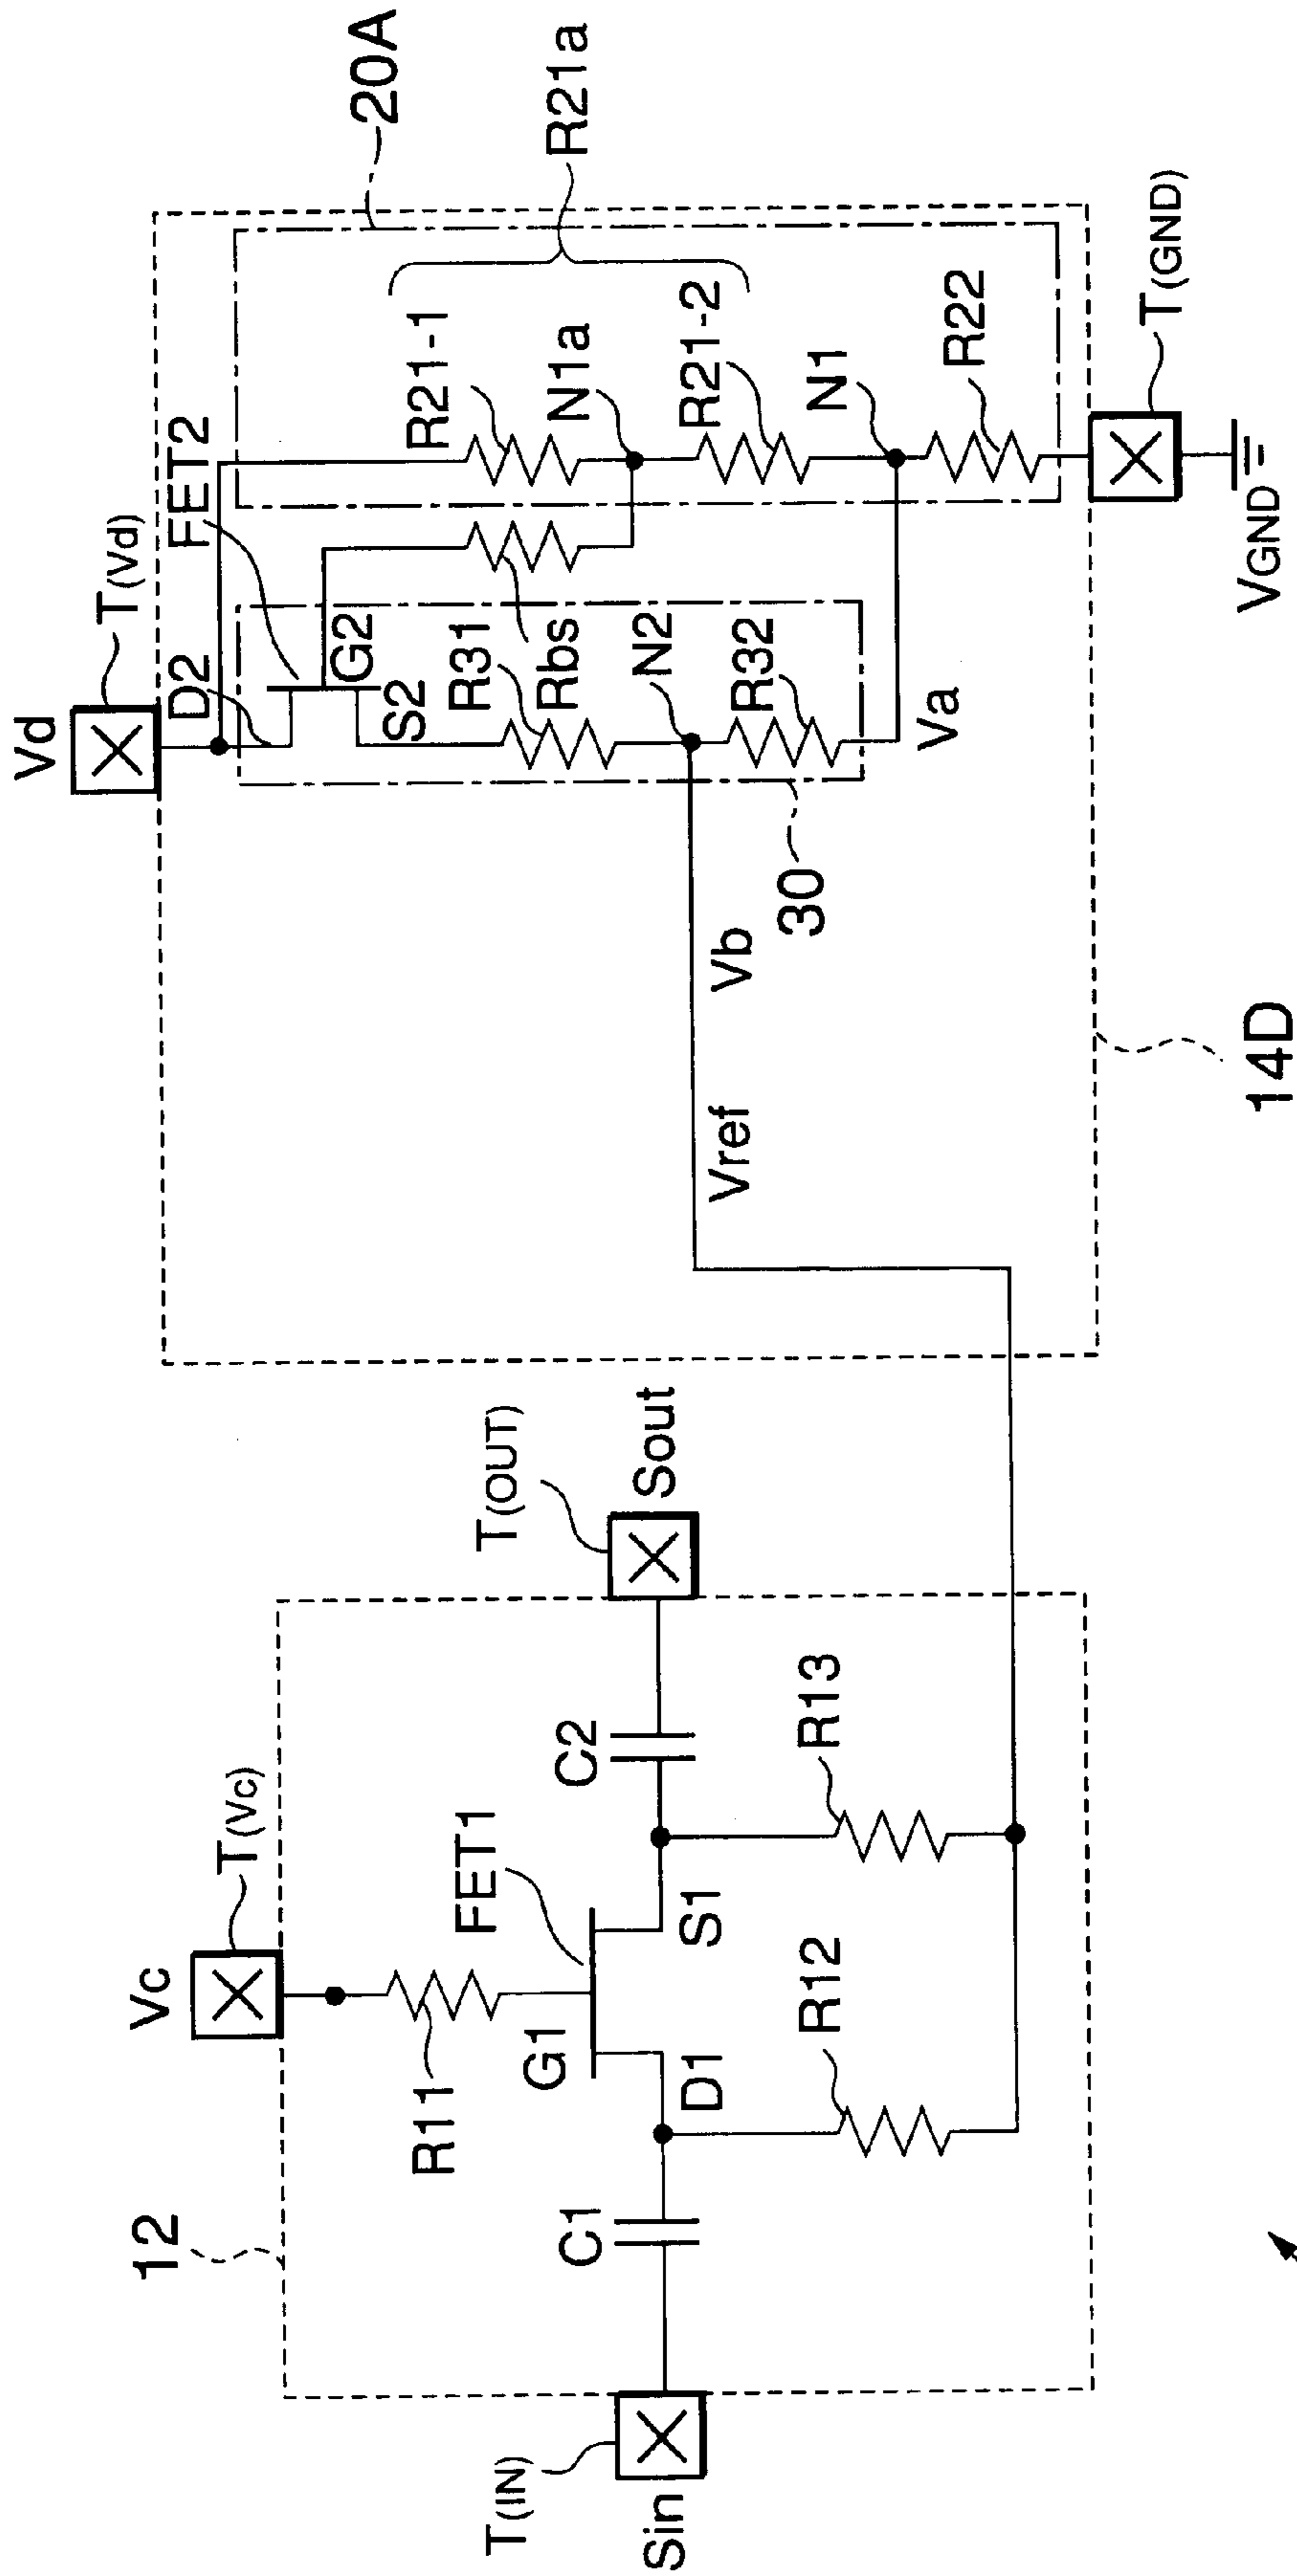 Vd
T(Vd)
20A
D2
FET2
G2
S2
R21-1
R21a
R31
Rbs
N1a
N2
R21-2
R32
N1
R22
Va
30
Vb
Vref
T(GND)
VGND
14D
12
Vc
T(Vc)
R11
FET1
G1
D1
S1
C1
C2
T(IN)
Sin
T(OUT)
Sout
R12
R13